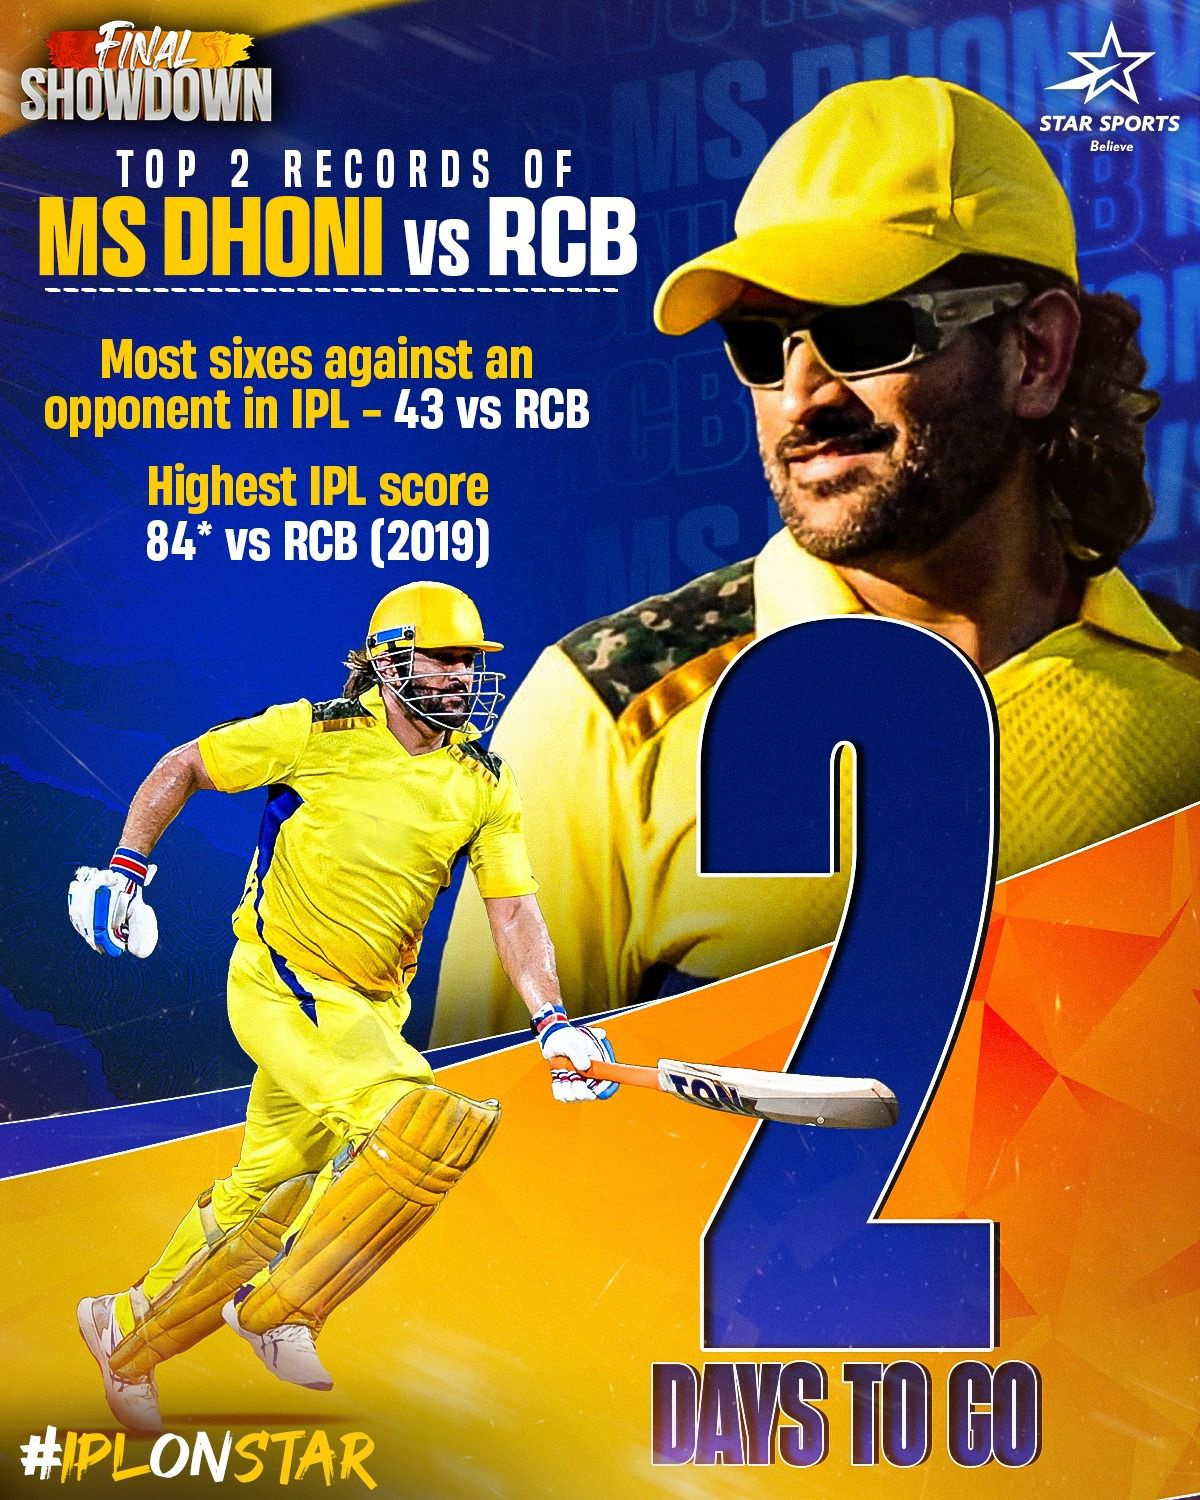 FINAL
SHOWDOWN
STAR SPORTS
Believe
TOP 2 RECORDS OF
MS DHONI vs RCB
Most sixes against an
opponent in IPL - 43 vs RCB
Highest IPL score
84* vs RCB (2019)
2
DAYS TO GO
#IPLONSTAR